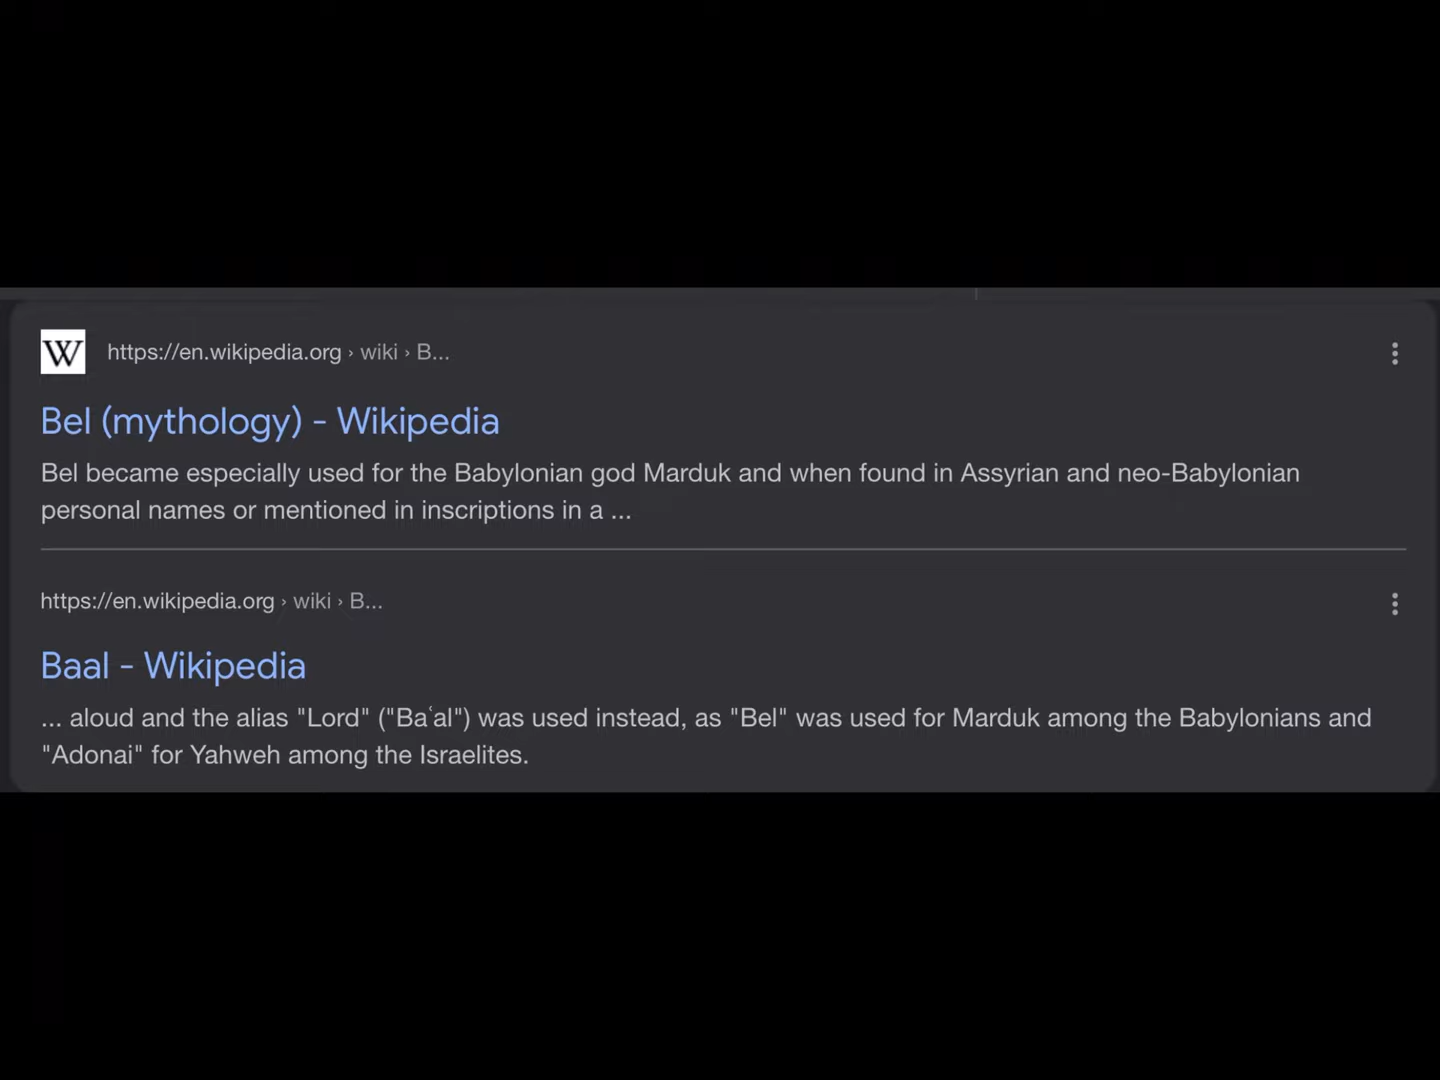 W
https://en.wikipedia.org › wiki › B...
Bel (mythology) - Wikipedia
Bel became especially used for the Babylonian god Marduk and when found in Assyrian and neo-Babylonian
personal names or mentioned in inscriptions in a ...
https://en.wikipedia.org › wiki › B...
Baal - Wikipedia
... aloud and the alias "Lord" ("Baʿal") was used instead, as "Bel" was used for Marduk among the Babylonians and
"Adonai" for Yahweh among the Israelites.